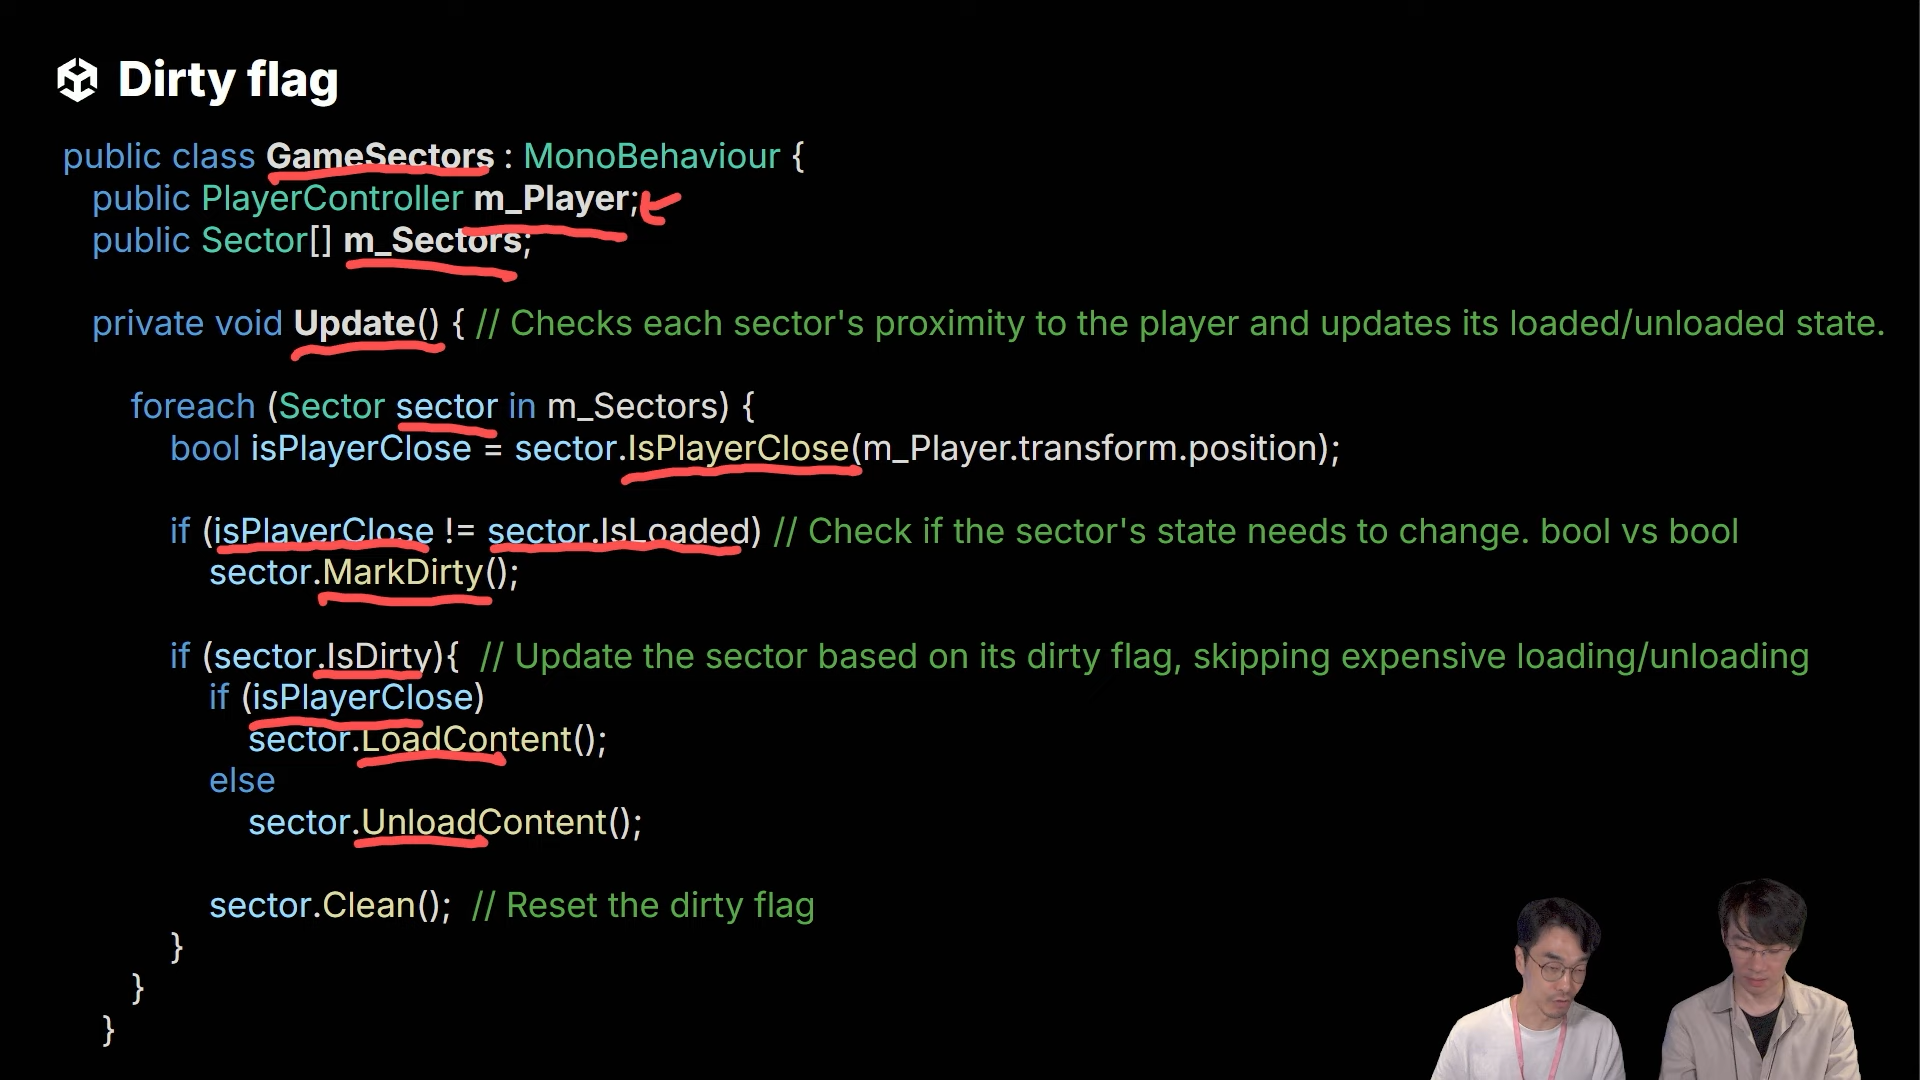 Dirty flag
public class GameSectors : MonoBehaviour {
public PlayerController m_Player;
public Sector[] m_Sectors;
private void Update() { // Checks each sector's proximity to the player and updates its loaded/unloaded state.
foreach (Sector sector in m_Sectors) {
bool isPlayerClose = sector.IsPlayerClose(m_Player.transform.position);
if (isPlayerClose != sector.IsLoaded) // Check if the sector's state needs to change. bool vs bool
sector.MarkDirty();
if (sector.IsDirty){ // Update the sector based on its dirty flag, skipping expensive loading/unloading
if (isPlayerClose)
sector.LoadContent();
else
sector.UnloadContent();
sector.Clean(); // Reset the dirty flag
}
}
}